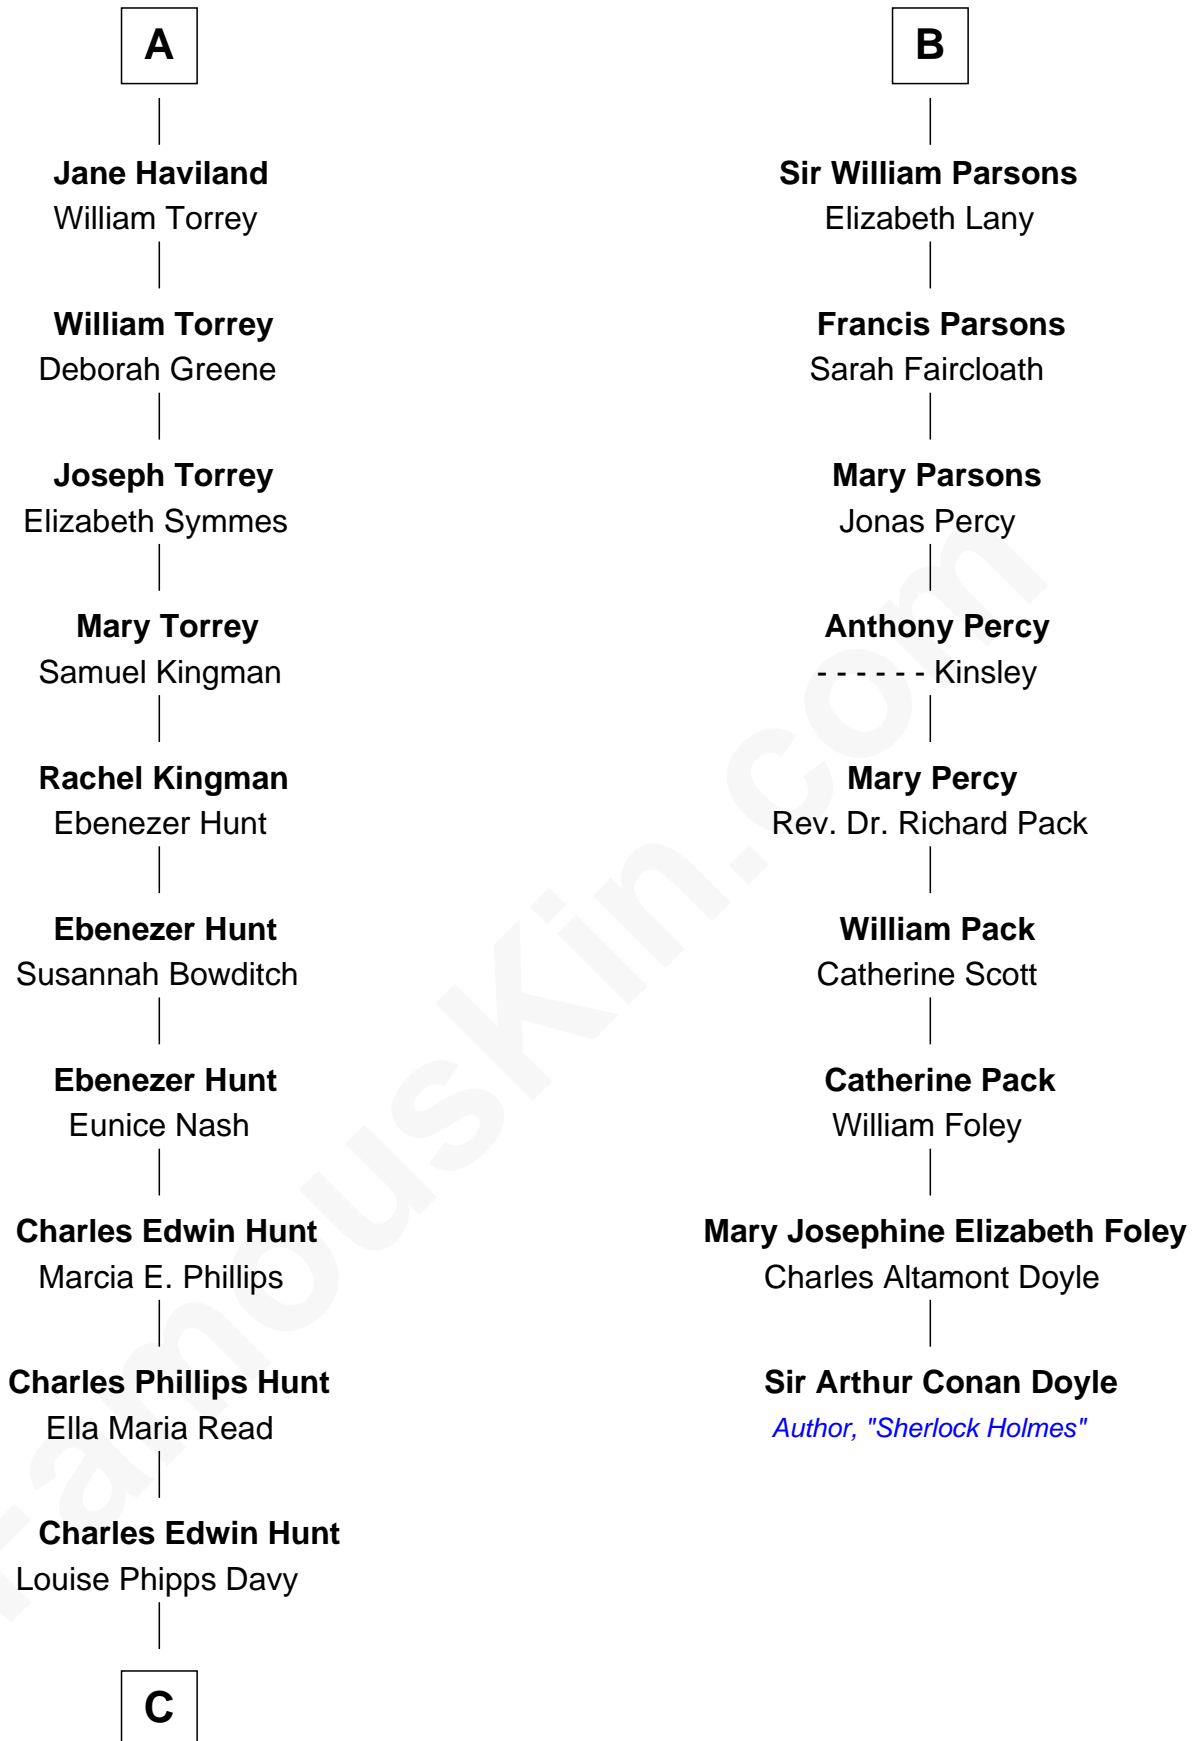 A
Jane Haviland
William Torrey
William Torrey
Deborah Greene
Joseph Torrey
Elizabeth Symmes
Mary Torrey
Samuel Kingman
Rachel Kingman
Ebenezer Hunt
Ebenezer Hunt
Susannah Bowditch
Ebenezer Hunt
Eunice Nash
Charles Edwin Hunt
Marcia E. Phillips
Charles Phillips Hunt
Ella Maria Read
Charles Edwin Hunt
Louise Phipps Davy
C
B
Sir William Parsons
Elizabeth Lany
Francis Parsons
Sarah Faircloath
Mary Parsons
Jonas Percy
Anthony Percy
- - - - - - Kinsley
Mary Percy
Rev. Dr. Richard Pack
William Pack
Catherine Scott
Catherine Pack
William Foley
Mary Josephine Elizabeth Foley
Charles Altamont Doyle
Sir Arthur Conan Doyle
Author, "Sherlock Holmes"
FamousKin.com